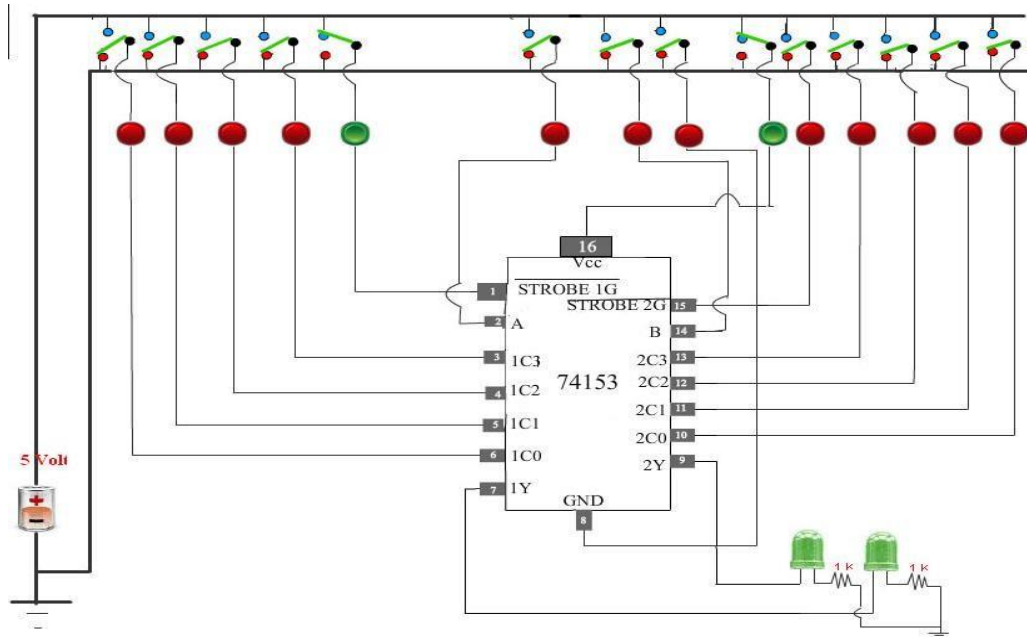 16
Vcc
1
STROBE 1G
STROBE 2G
15
2
A
B
14
3
1C3
2C3
13
74153
4
1C2
2C2
12
5
1C1
2C1
11
6
1C0
2C0
10
5 Volt
2Y
9
7
1Y
GND
8
+
−
1 k
1 k